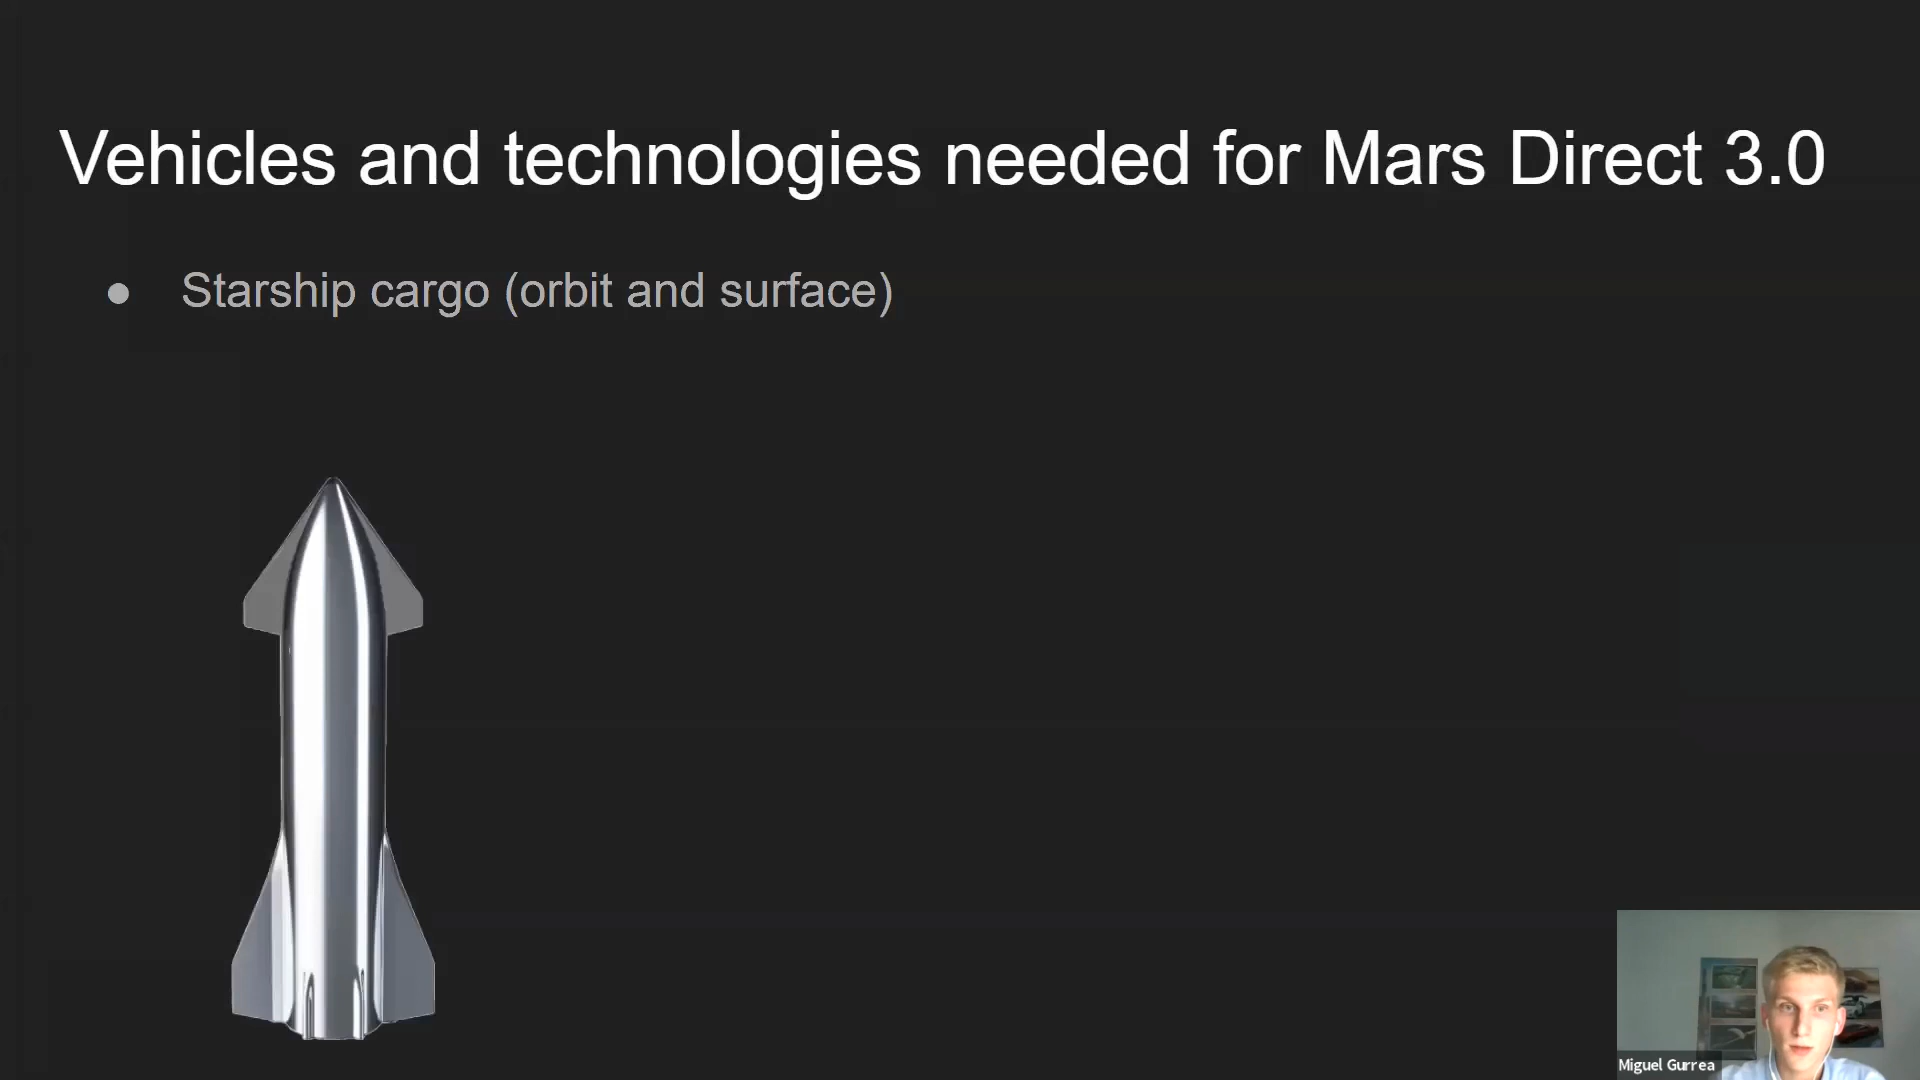 Vehicles and technologies needed for Mars Direct 3.0
● Starship cargo (orbit and surface)
Miguel Gurrea